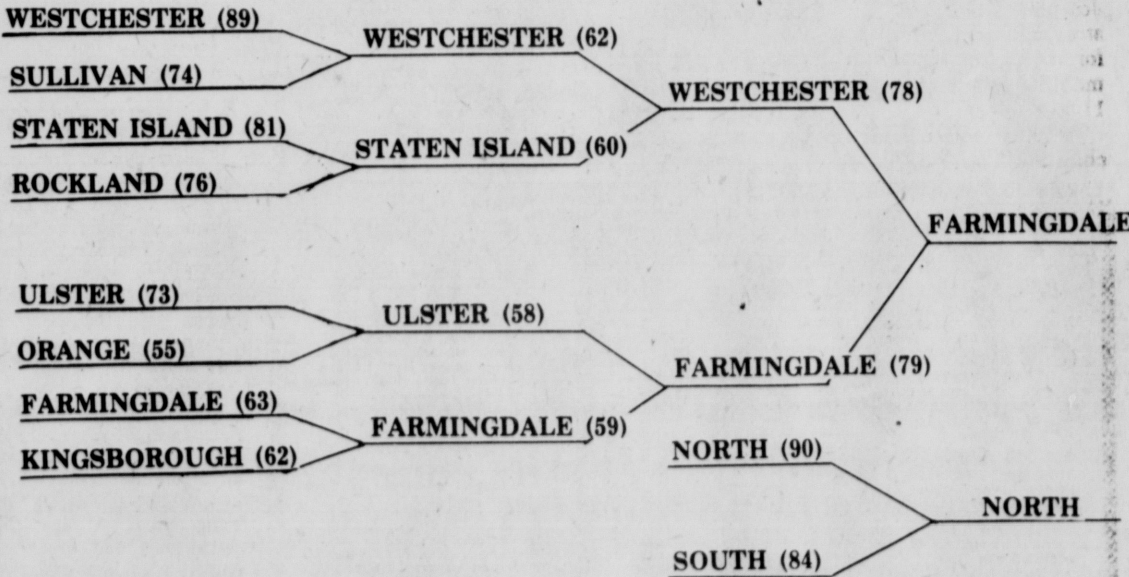 WESTCHESTER (89)
SULLIVAN (74)
STATEN ISLAND (81)
ROCKLAND (76)
ULSTER (73)
ORANGE (55)
FARMINGDALE (63)
KINGSBOROUGH (62)
WESTCHESTER (62)
STATEN ISLAND (60)
ULSTER (58)
FARMINGDALE (59)
WESTCHESTER (78)
FARMINGDALE (79)
FARMINGDALE
NORTH (90)
SOUTH (84)
NORTH